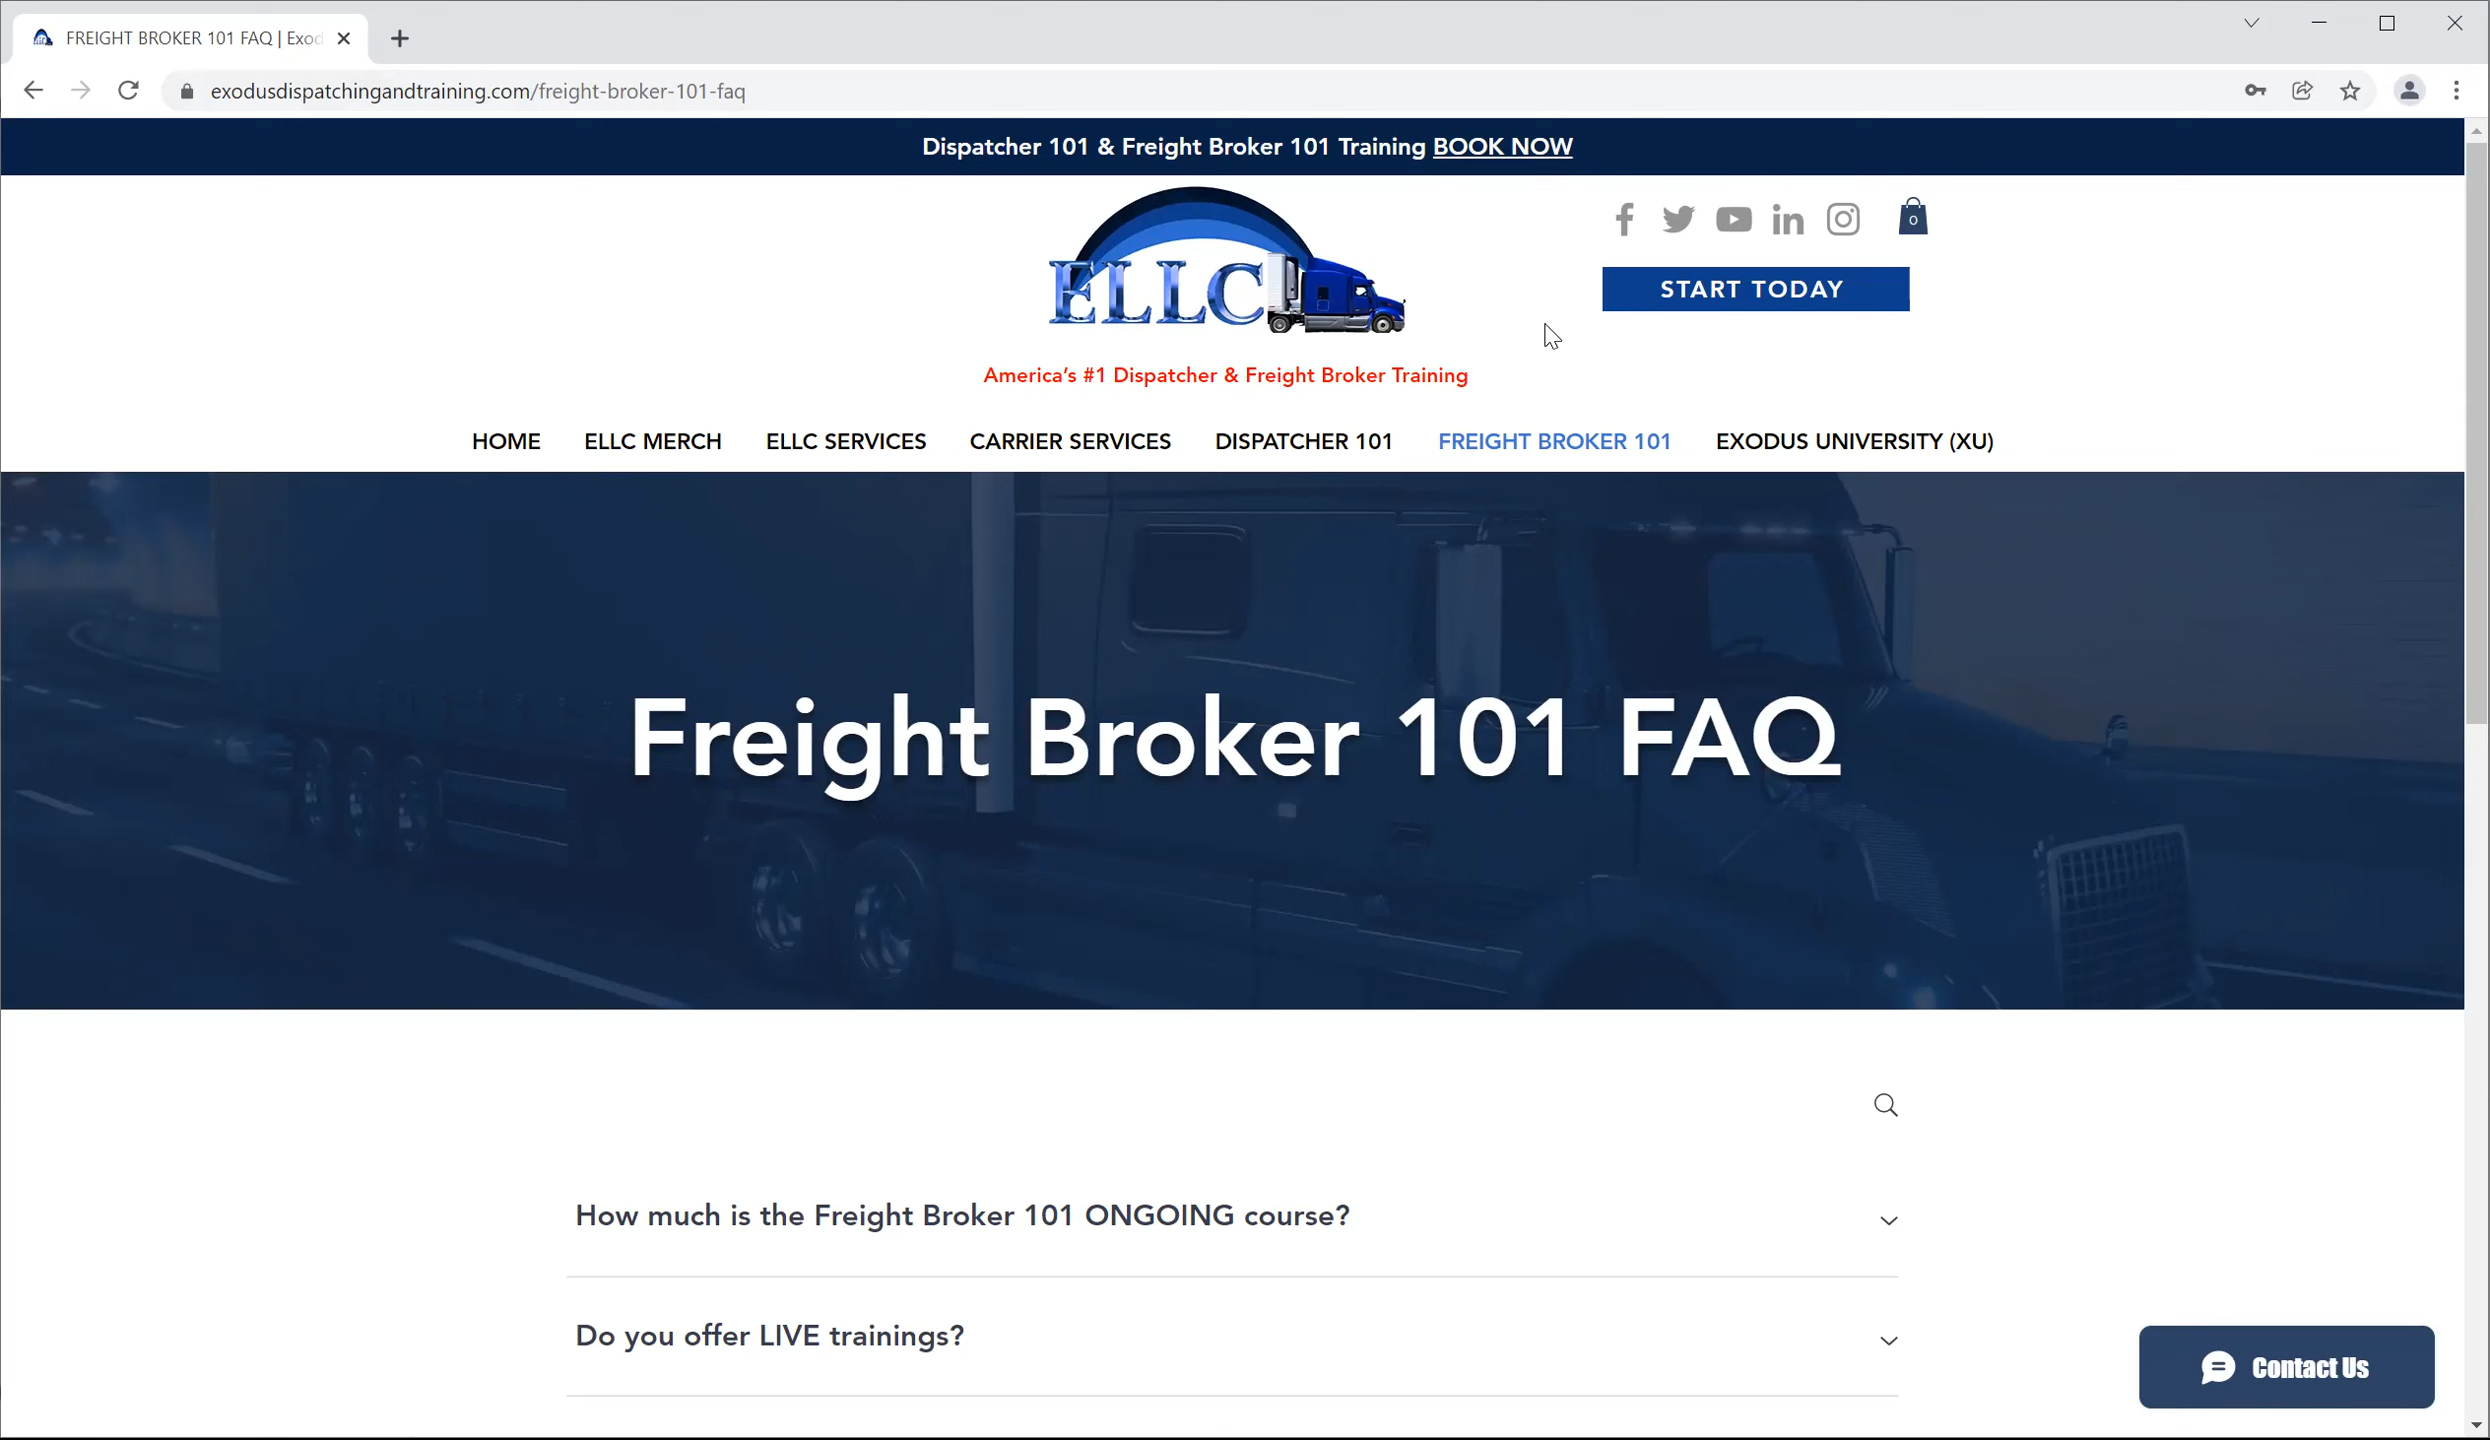 FREIGHT BROKER 101 FAQ | Exod
exodusdispatchingandtraining.com/freight-broker-101-faq
Dispatcher 101 & Freight Broker 101 Training BOOK NOW
ELLC
0
START TODAY
America's #1 Dispatcher & Freight Broker Training
HOME ELLC MERCH ELLC SERVICES CARRIER SERVICES DISPATCHER 101 FREIGHT BROKER 101 EXODUS UNIVERSITY (XU)
Freight Broker 101 FAQ
How much is the Freight Broker 101 ONGOING course?
Do you offer LIVE trainings?
Contact Us